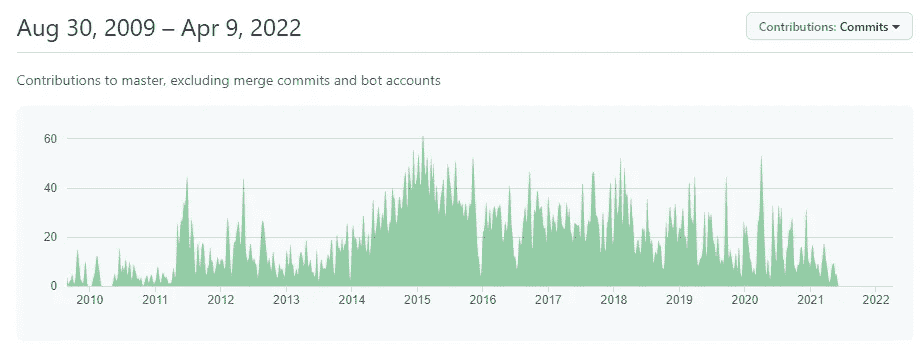 Aug 30, 2009 – Apr 9, 2022
Contributions: Commits
Contributions to master, excluding merge commits and bot accounts
60
40
20
0
2010 2011 2012 2013 2014 2015 2016 2017 2018 2019 2020 2021 2022